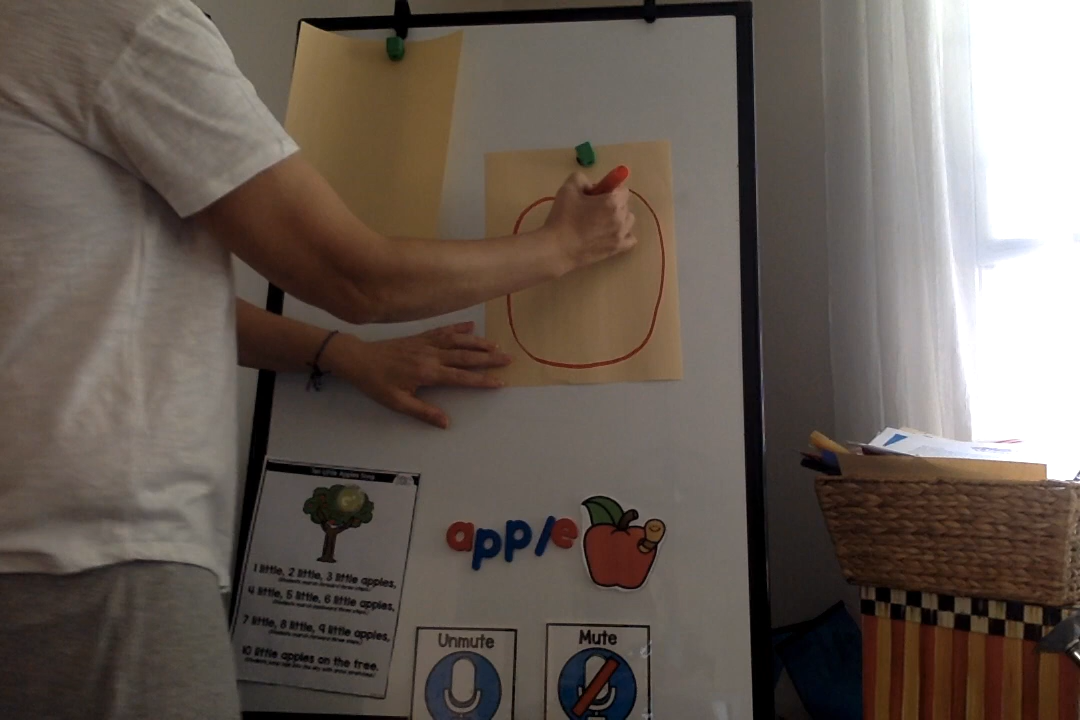 Ten Little Apples Song
1 little, 2 little, 3 little apples,
4 little, 5 little, 6 little apples,
7 little, 8 little, 9 little apples,
10 little apples on the tree.
apple
Unmute
Mute